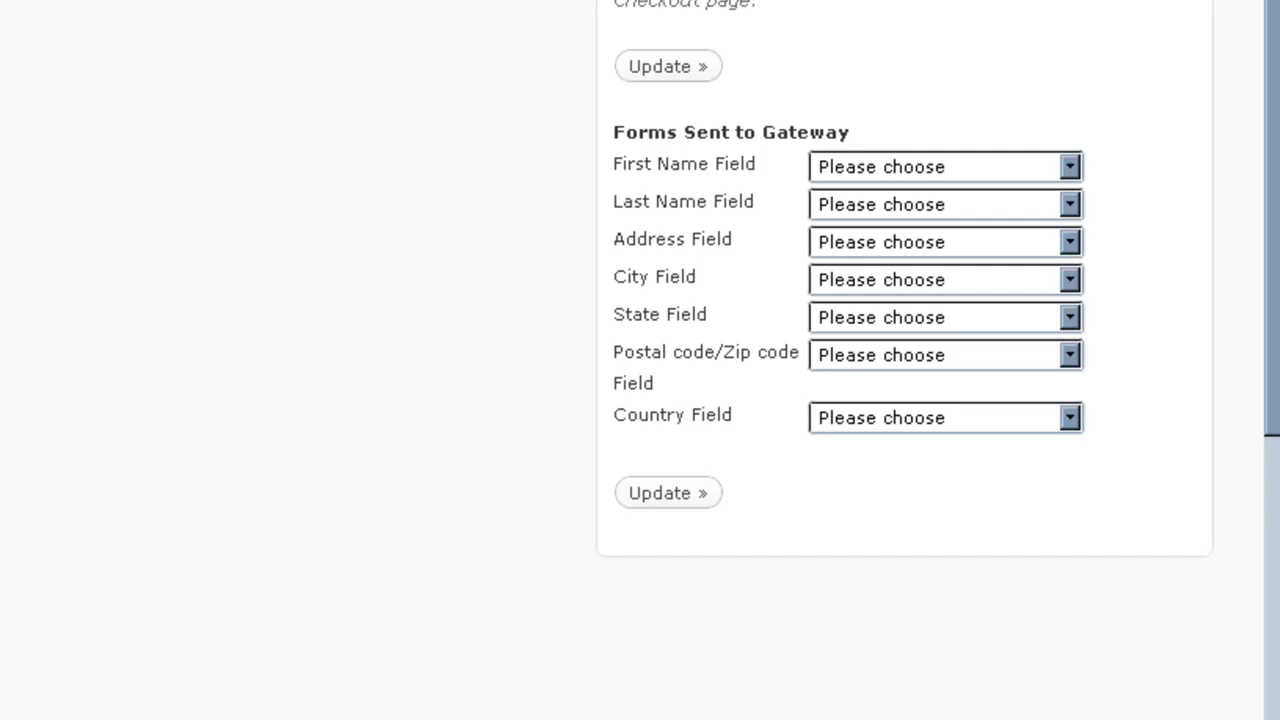 Checkout page.
Update »
Forms Sent to Gateway
First Name Field Please choose
Last Name Field Please choose
Address Field Please choose
City Field Please choose
State Field Please choose
Postal code/Zip code Please choose
Field
Country Field Please choose
Update »